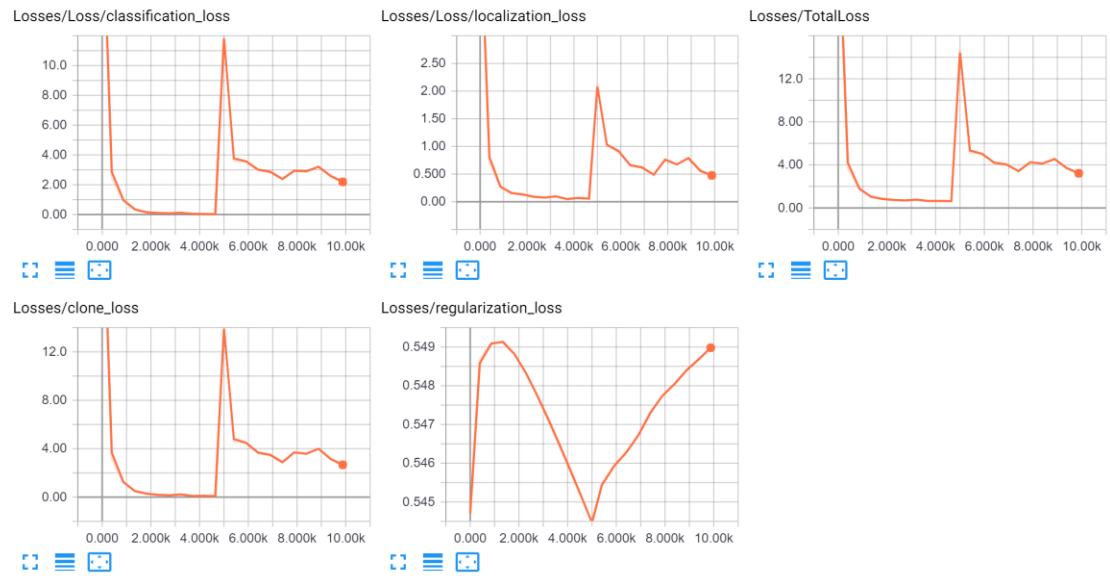 Losses/Loss/classification_loss
10.0
8.00
6.00
4.00
2.00
0.00
0.000 2.000k 4.000k 6.000k 8.000k 10.00k
Losses/Loss/localization_loss
2.50
2.00
1.50
1.00
0.500
0.00
0.000 2.000k 4.000k 6.000k 8.000k 10.00k
Losses/TotalLoss
12.0
8.00
4.00
0.00
0.000 2.000k 4.000k 6.000k 8.000k 10.00k
Losses/clone_loss
12.0
8.00
4.00
0.00
0.000 2.000k 4.000k 6.000k 8.000k 10.00k
Losses/regularization_loss
0.549
0.548
0.547
0.546
0.545
0.000 2.000k 4.000k 6.000k 8.000k 10.00k